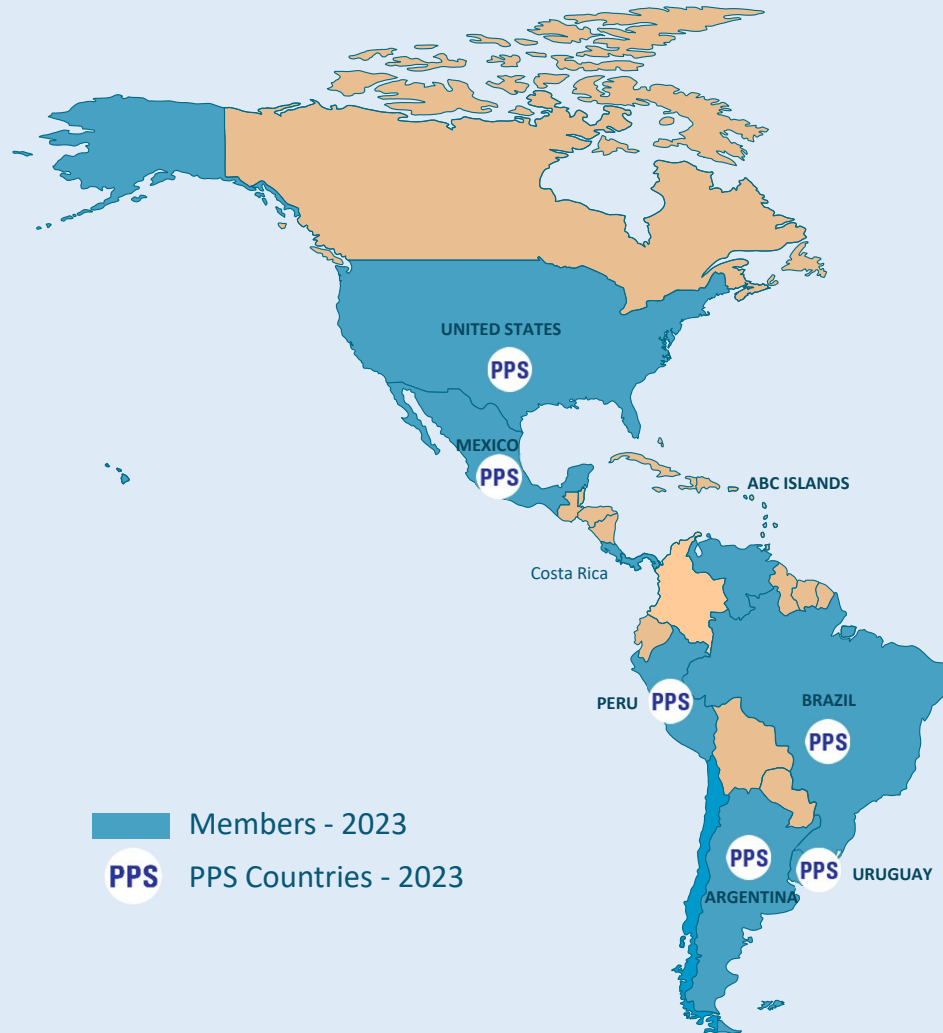 UNITED STATES
PPS
MEXICO
PPS
ABC ISLANDS
Costa Rica
PERU
PPS
BRAZIL
PPS
Members - 2023
PPS
PPS Countries - 2023
PPS
ARGENTINA
PPS
URUGUAY